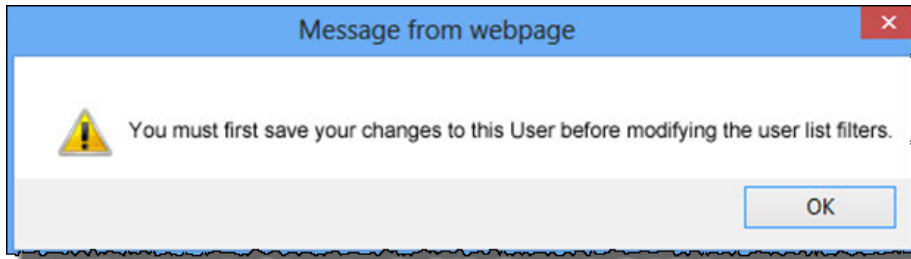 Message from webpage
You must first save your changes to this User before modifying the user list filters.
OK